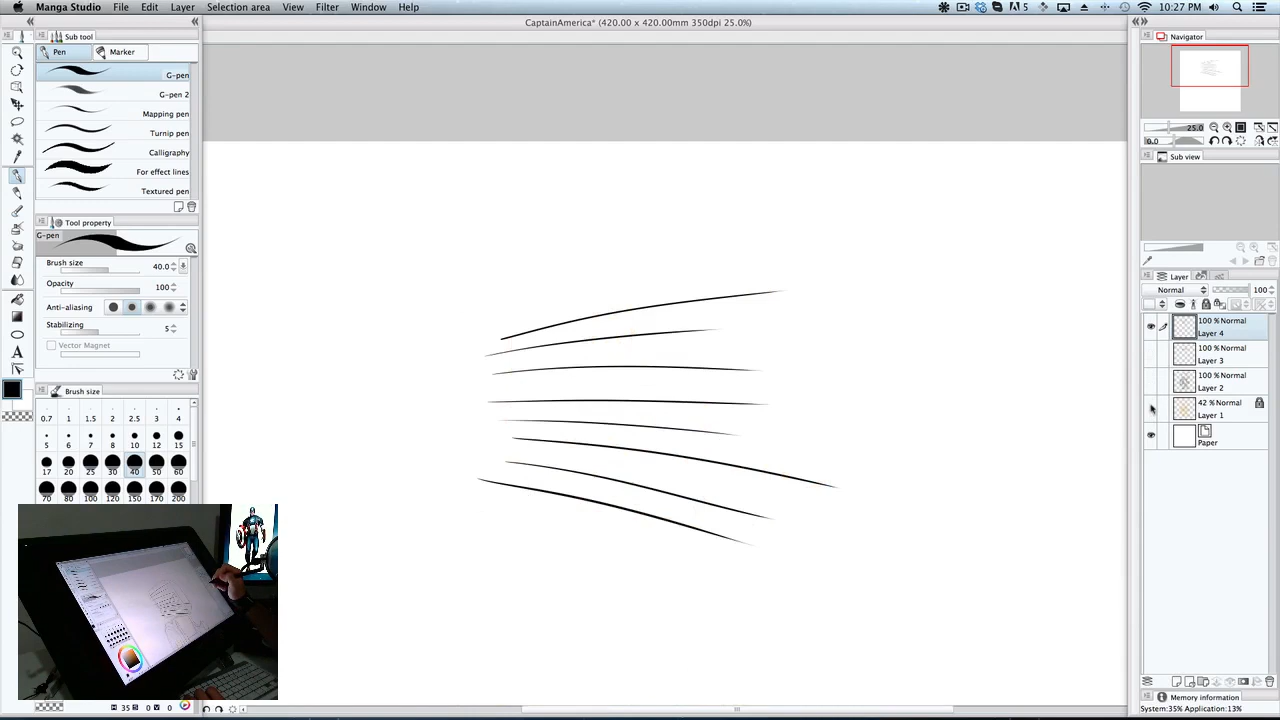 Manga Studio File Edit Layer Selection area View Filter Window Help 5 10:27 PM
CaptainAmerica* (420.00 x 420.00mm 350dpi 25.0%)
Sub tool
Pen Marker
G-pen
G-pen 2
Mapping pen
Turnip pen
Calligraphy
For effect lines
Textured pen
Tool property
G-pen
Brush size 40.0
Opacity 100
Anti-aliasing
Stabilizing 5
Vector Magnet
Brush size
0.7 1 1.5 2 2.5 3 4
5 6 7 8 10 12 15
17 20 25 30 40 50 60
70 80 100 120 150 170 200
H 35 S 0 V 0
Navigator
25.0
0.0
Sub view
Layer
Normal 100
100 % Normal
Layer 4
100 % Normal
Layer 3
100 % Normal
Layer 2
42 % Normal
Layer 1
Paper
Memory information
System:35% Application:13%